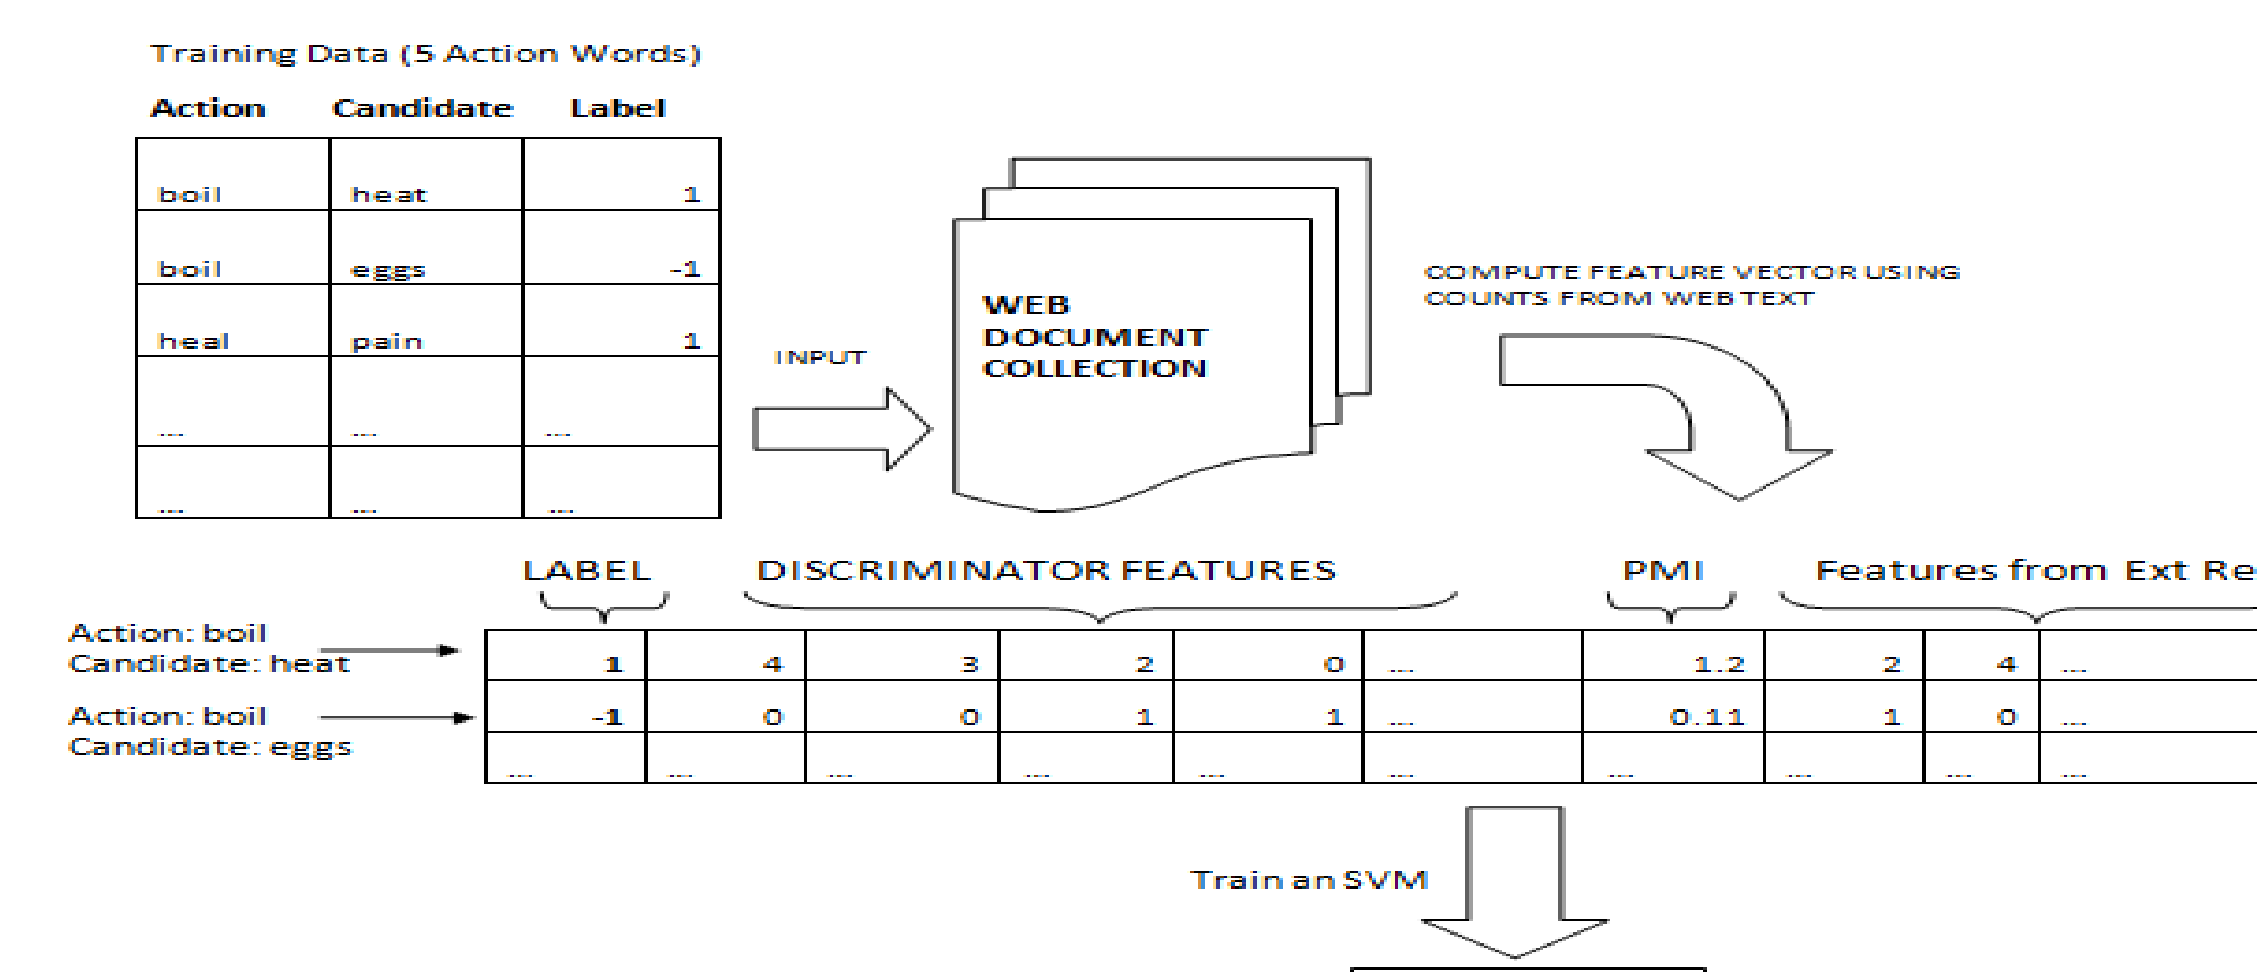 Training Data (5 Action Words)
Action Candidate Label
boil heat 1
boil eggs -1
heal pain 1
... ... ...
... ... ...
INPUT
WEB
DOCUMENT
COLLECTION
COMPUTE FEATURE VECTOR USING
COUNTS FROM WEB TEXT
LABEL DISCRIMINATOR FEATURES PMI Features from Ext Re
Action: boil
Candidate: heat
1 4 3 2 0 ... 1.2 2 4 ...
Action: boil
Candidate: eggs
-1 0 0 1 1 ... 0.11 1 0 ...
... ... ... ... ... ... ... ... ... ...
Train an SVM